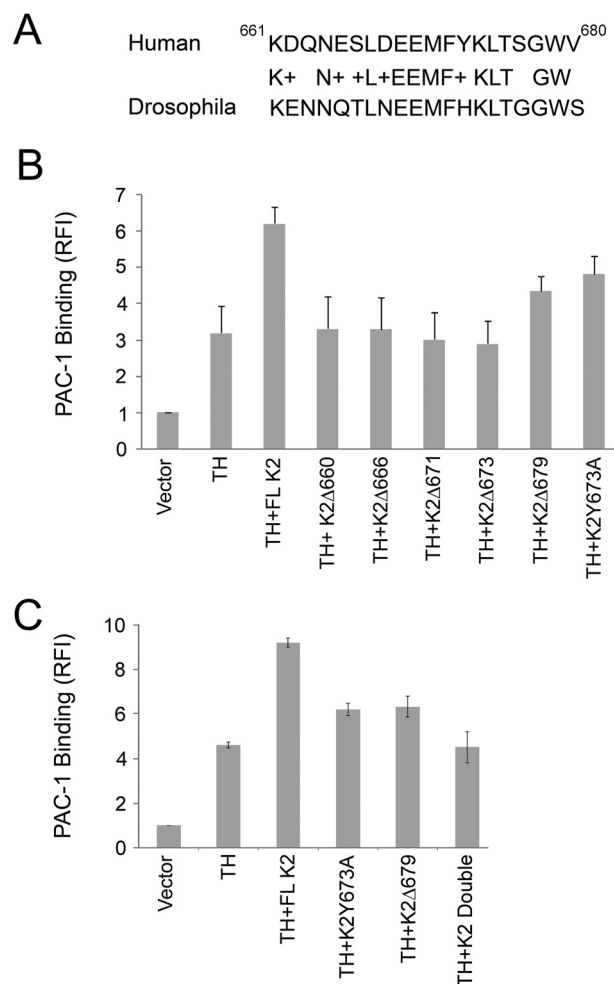 A
Human 661 KDQNESLDEEMFYKLTSGWV 680
K+ N+ +L+EEMF+ KLT GW
Drosophila KENNQTLNEEMFHKLTGGWS
B
PAC-1 Binding (RFI)
7
6
5
4
3
2
1
0
Vector
TH
TH+FL K2
TH+ K2Δ660
TH+K2Δ666
TH+K2Δ671
TH+K2Δ673
TH+K2Δ679
TH+K2Y673A
C
PAC-1 Binding (RFI)
10
8
6
4
2
0
Vector
TH
TH+FL K2
TH+K2Y673A
TH+K2Δ679
TH+K2 Double